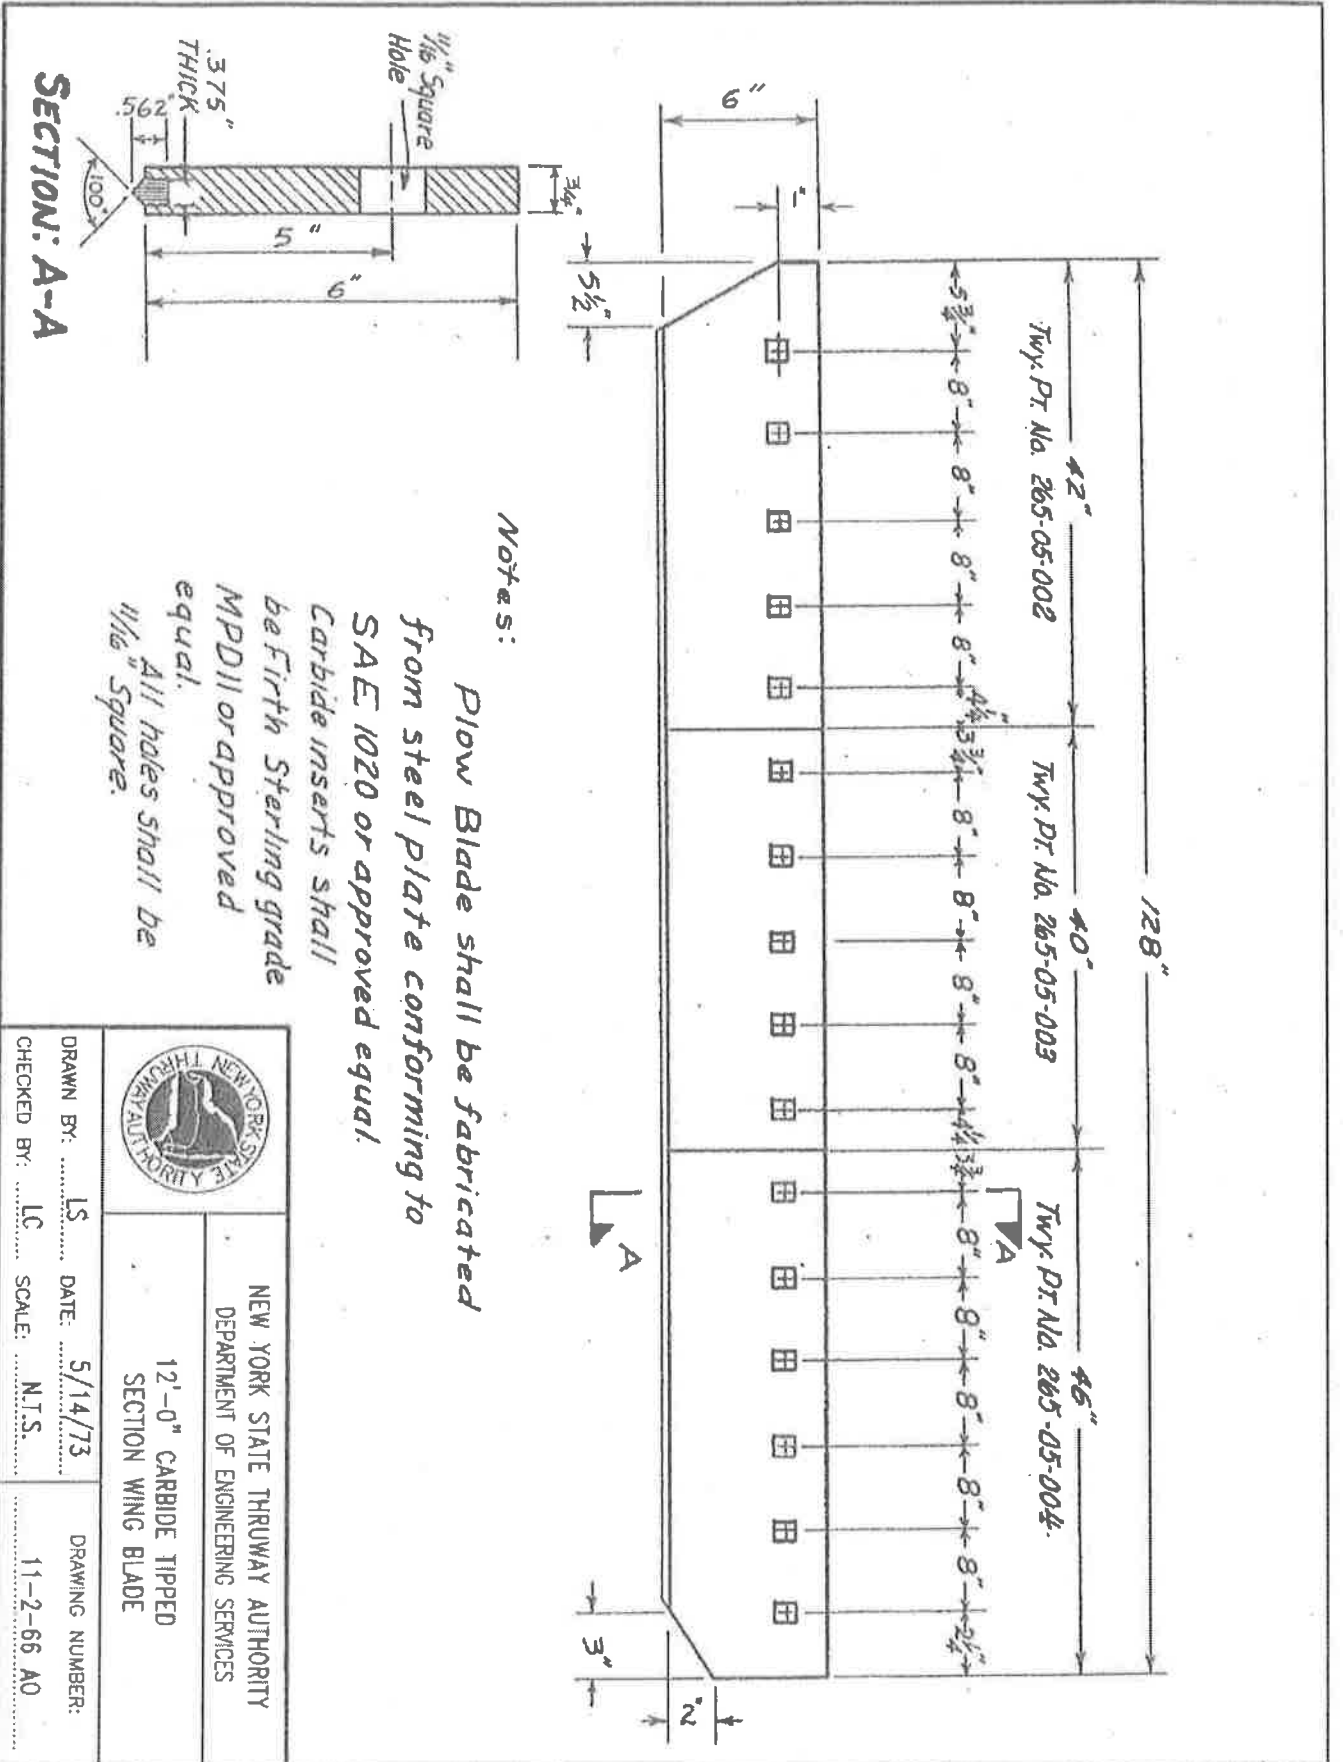 128"
42"
40"
46"
Twy. Pt. No. 265-05-002
Twy. Pt. No. 265-05-003
Twy. Pt. No. 265-05-004
5 3/4"
8"
8"
8"
8"
4 1/4"
3 3/4"
8"
8"
8"
8"
4 1/4"
3 3/4"
8"
8"
8"
8"
8"
2 1/4"
6"
1"
5 1/2"
A
A
3"
2"
3/4"
11/16" Square
Hole
.375"
THICK
.562"
100°
5"
6"
SECTION: A-A
Notes:
Plow Blade shall be fabricated
from steel plate conforming to
SAE 1020 or approved equal.
Carbide inserts shall
be Firth Sterling grade
MPD11 or approved
equal.
All holes shall be
11/16" Square.
NEW YORK STATE THRUWAY AUTHORITY
NEW YORK STATE THRUWAY AUTHORITY
DEPARTMENT OF ENGINEERING SERVICES
12'-0" CARBIDE TIPPED
SECTION WING BLADE
DRAWN BY: LS DATE: 5/14/73
CHECKED BY: LC SCALE: N.T.S.
DRAWING NUMBER:
11-2-66 A0